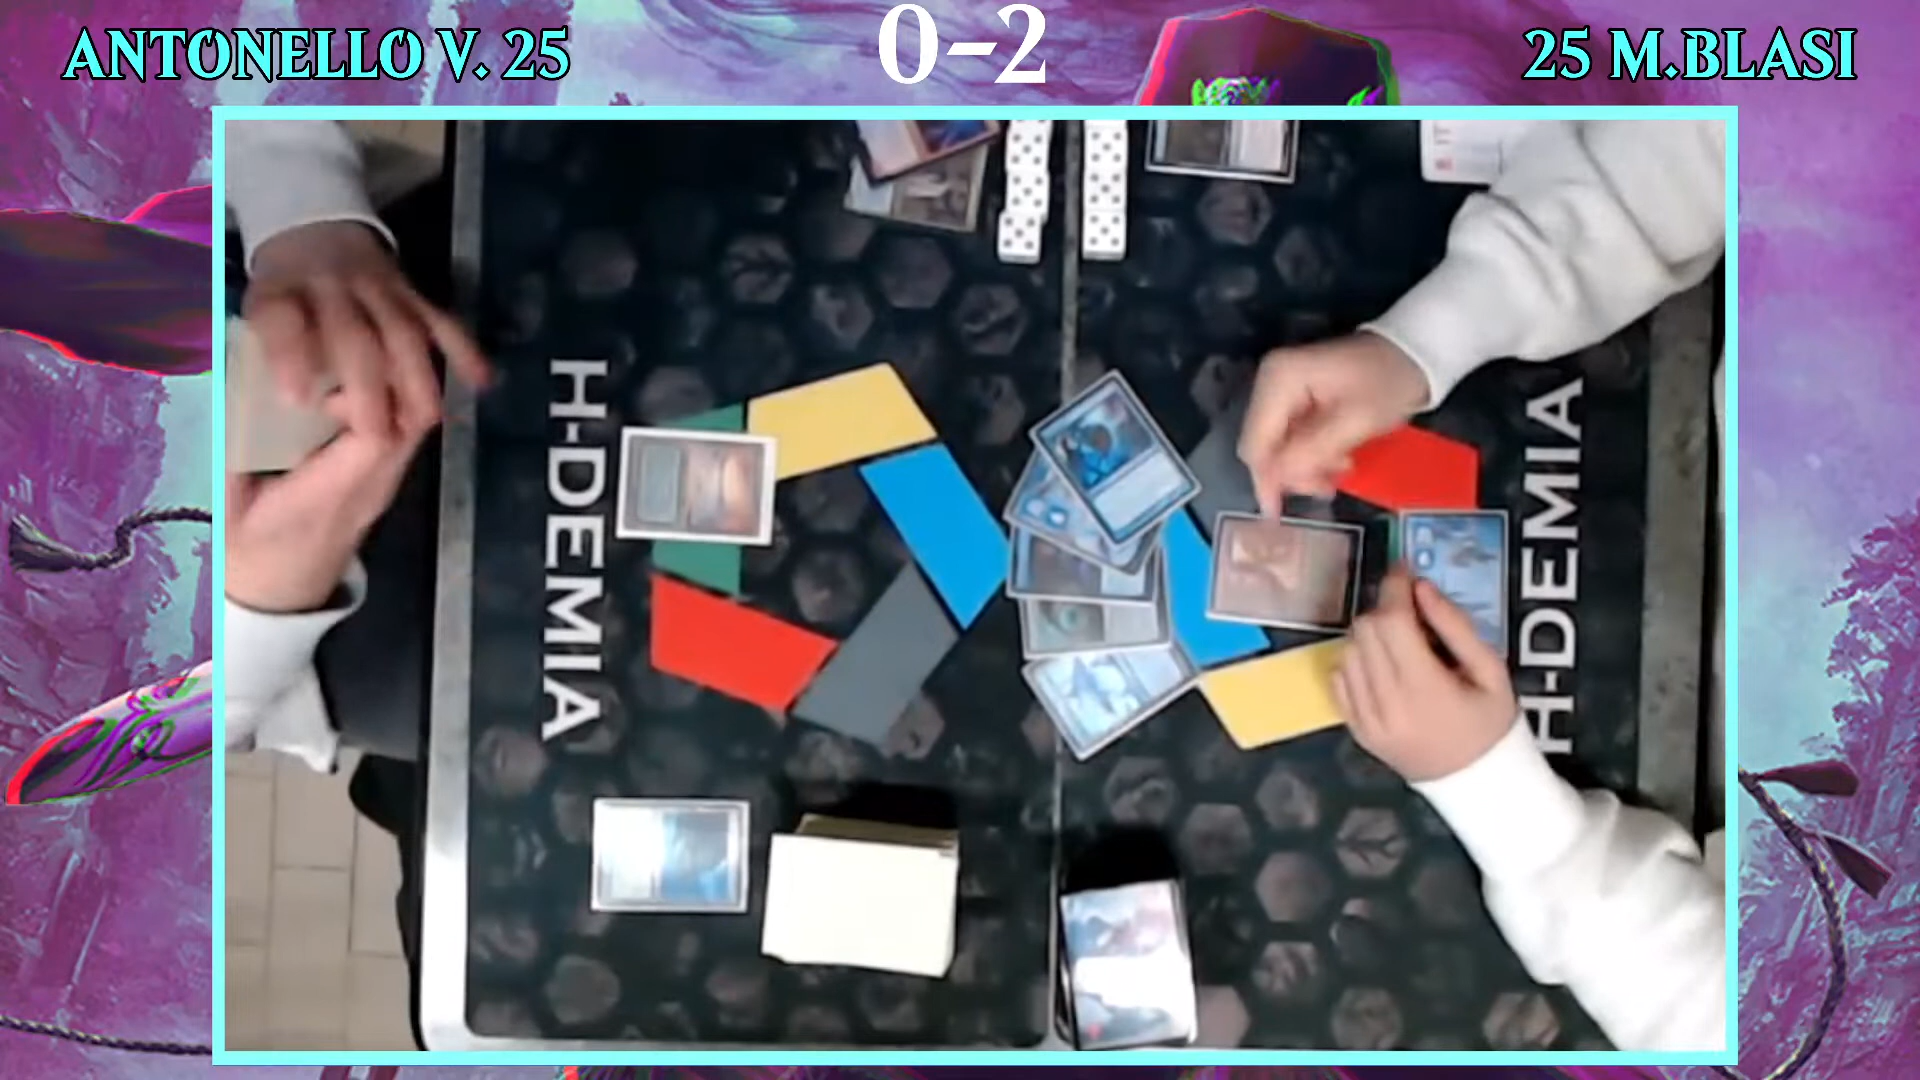 ANTONELLO V. 25
0-2
25 M.BLASI
H-DEMIA
H-DEMIA